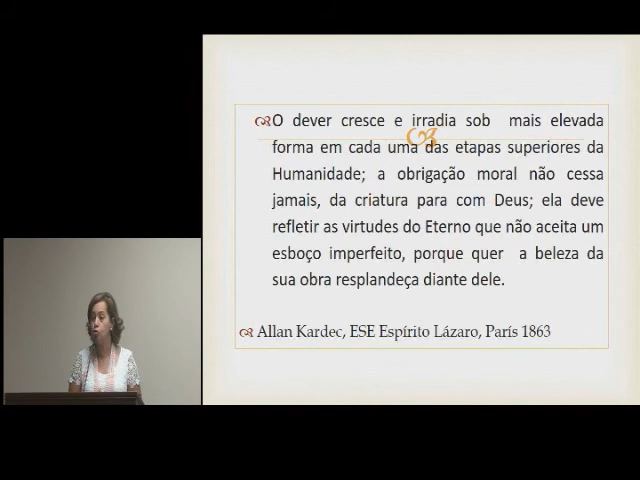 O dever cresce e irradia sob mais elevada
forma em cada uma das etapas superiores da
Humanidade; a obrigação moral não cessa
jamais, da criatura para com Deus; ela deve
refletir as virtudes do Eterno que não aceita um
esboço imperfeito, porque quer a beleza da
sua obra resplandeça diante dele.
Allan Kardec, ESE Espírito Lázaro, París 1863